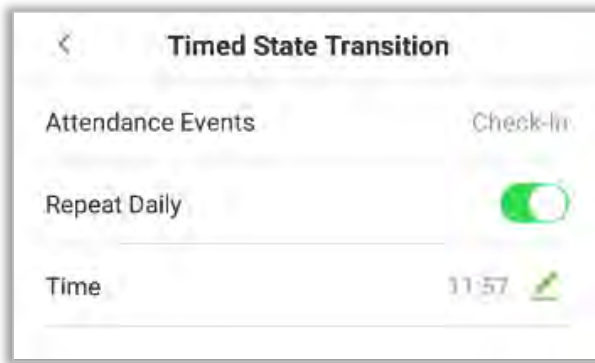 Timed State Transition
Attendance Events Check-In
Repeat Daily
Time 11:57